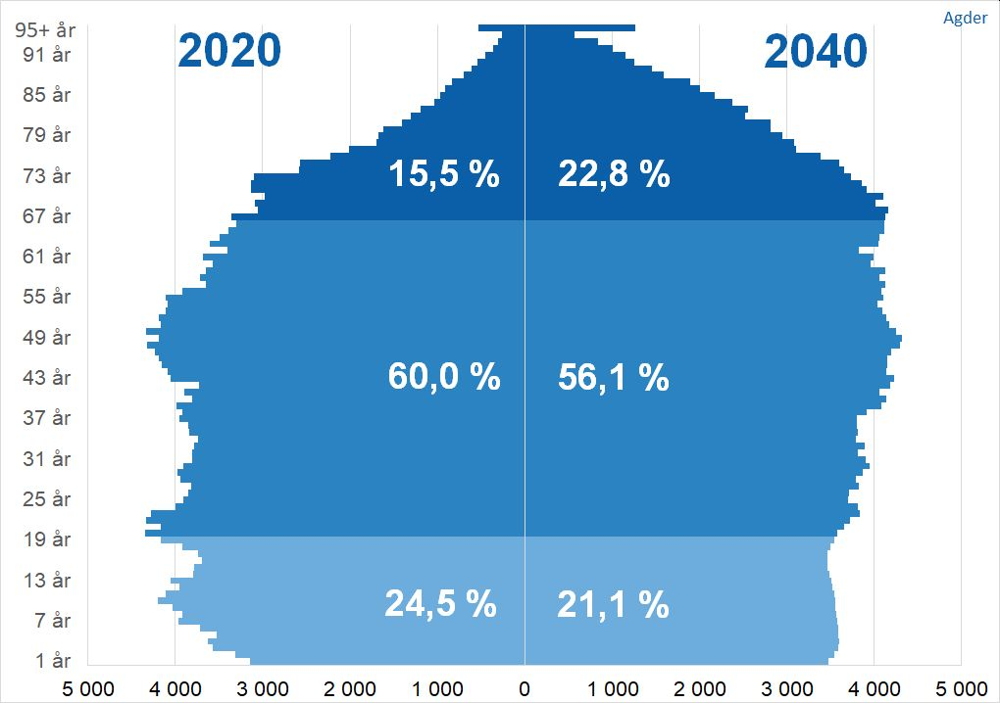 Agder
95+ år
2020
2040
91 år
85 år
79 år
15,5 %
22,8 %
73 år
67 år
61 år
55 år
49 år
60,0 %
56,1 %
43 år
37 år
31 år
25 år
19 år
13 år
24,5 %
21,1 %
7 år
1 år
5 000 4 000 3 000 2 000 1 000 0 1 000 2 000 3 000 4 000 5 000